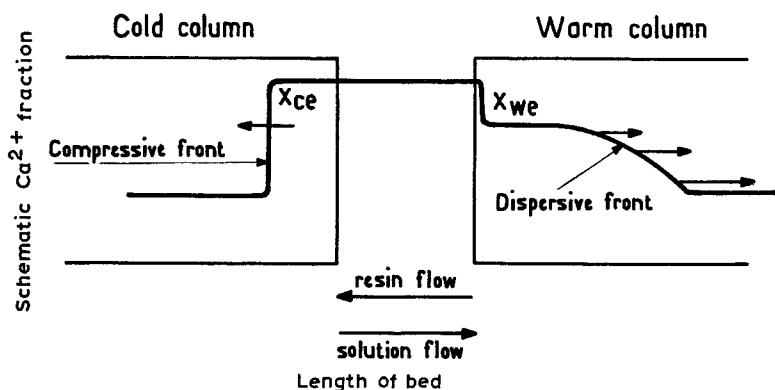 Cold column
Warm column
Schematic Ca²⁺ fraction
Xce
Xwe
Compressive front
Dispersive front
resin flow
solution flow
Length of bed